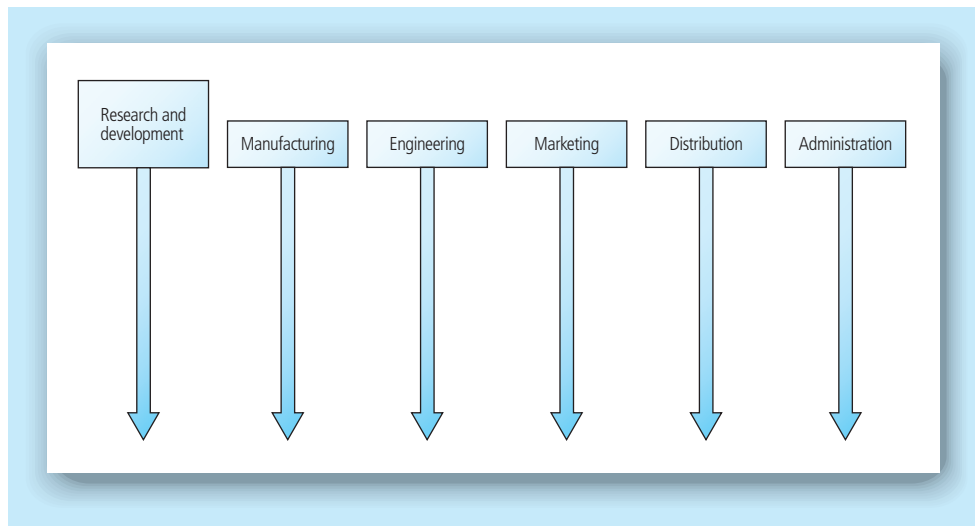 Research and
development
Manufacturing
Engineering
Marketing
Distribution
Administration